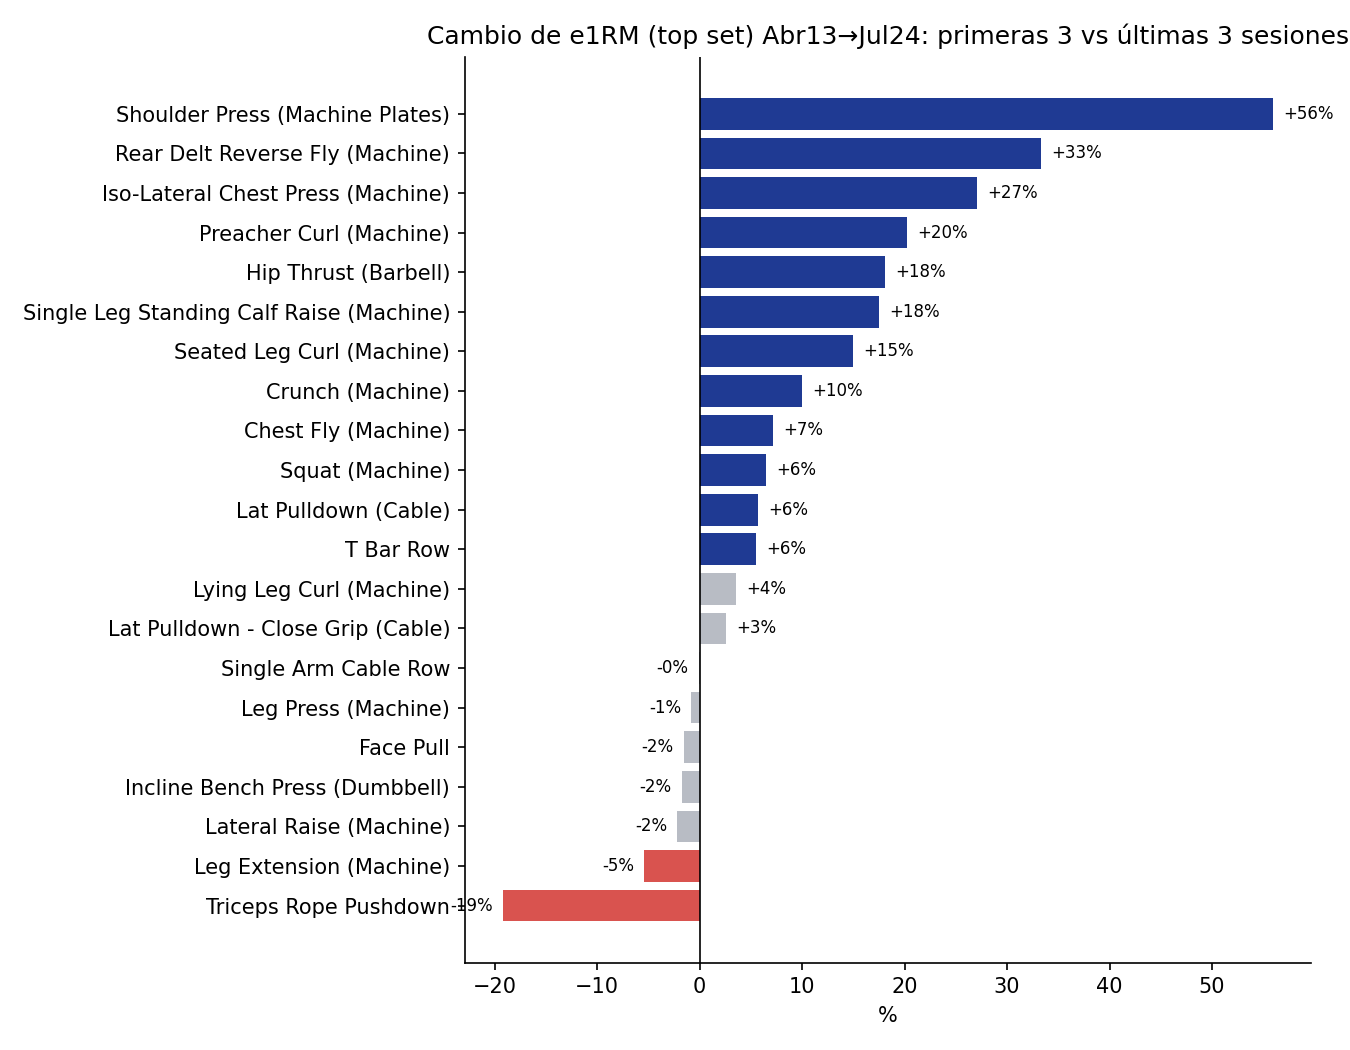 Cambio de e1RM (top set) Abr13→Jul24: primeras 3 vs últimas 3 sesiones
Shoulder Press (Machine Plates) +56%
Rear Delt Reverse Fly (Machine) +33%
Iso-Lateral Chest Press (Machine) +27%
Preacher Curl (Machine) +20%
Hip Thrust (Barbell) +18%
Single Leg Standing Calf Raise (Machine) +18%
Seated Leg Curl (Machine) +15%
Crunch (Machine) +10%
Chest Fly (Machine) +7%
Squat (Machine) +6%
Lat Pulldown (Cable) +6%
T Bar Row +6%
Lying Leg Curl (Machine) +4%
Lat Pulldown - Close Grip (Cable) +3%
Single Arm Cable Row -0%
Leg Press (Machine) -1%
Face Pull -2%
Incline Bench Press (Dumbbell) -2%
Lateral Raise (Machine) -2%
Leg Extension (Machine) -5%
Triceps Rope Pushdown -19%
−20 −10 0 10 20 30 40 50
%